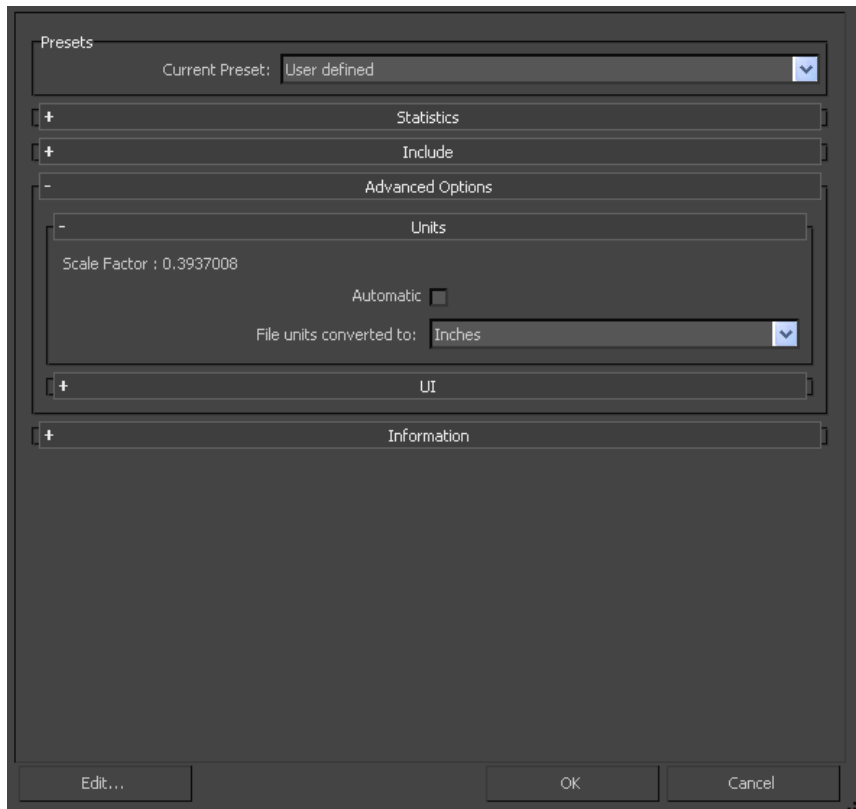 Presets
Current Preset: User defined
+ Statistics
+ Include
- Advanced Options
- Units
Scale Factor : 0.3937008
Automatic
File units converted to: Inches
+ UI
+ Information
Edit... OK Cancel